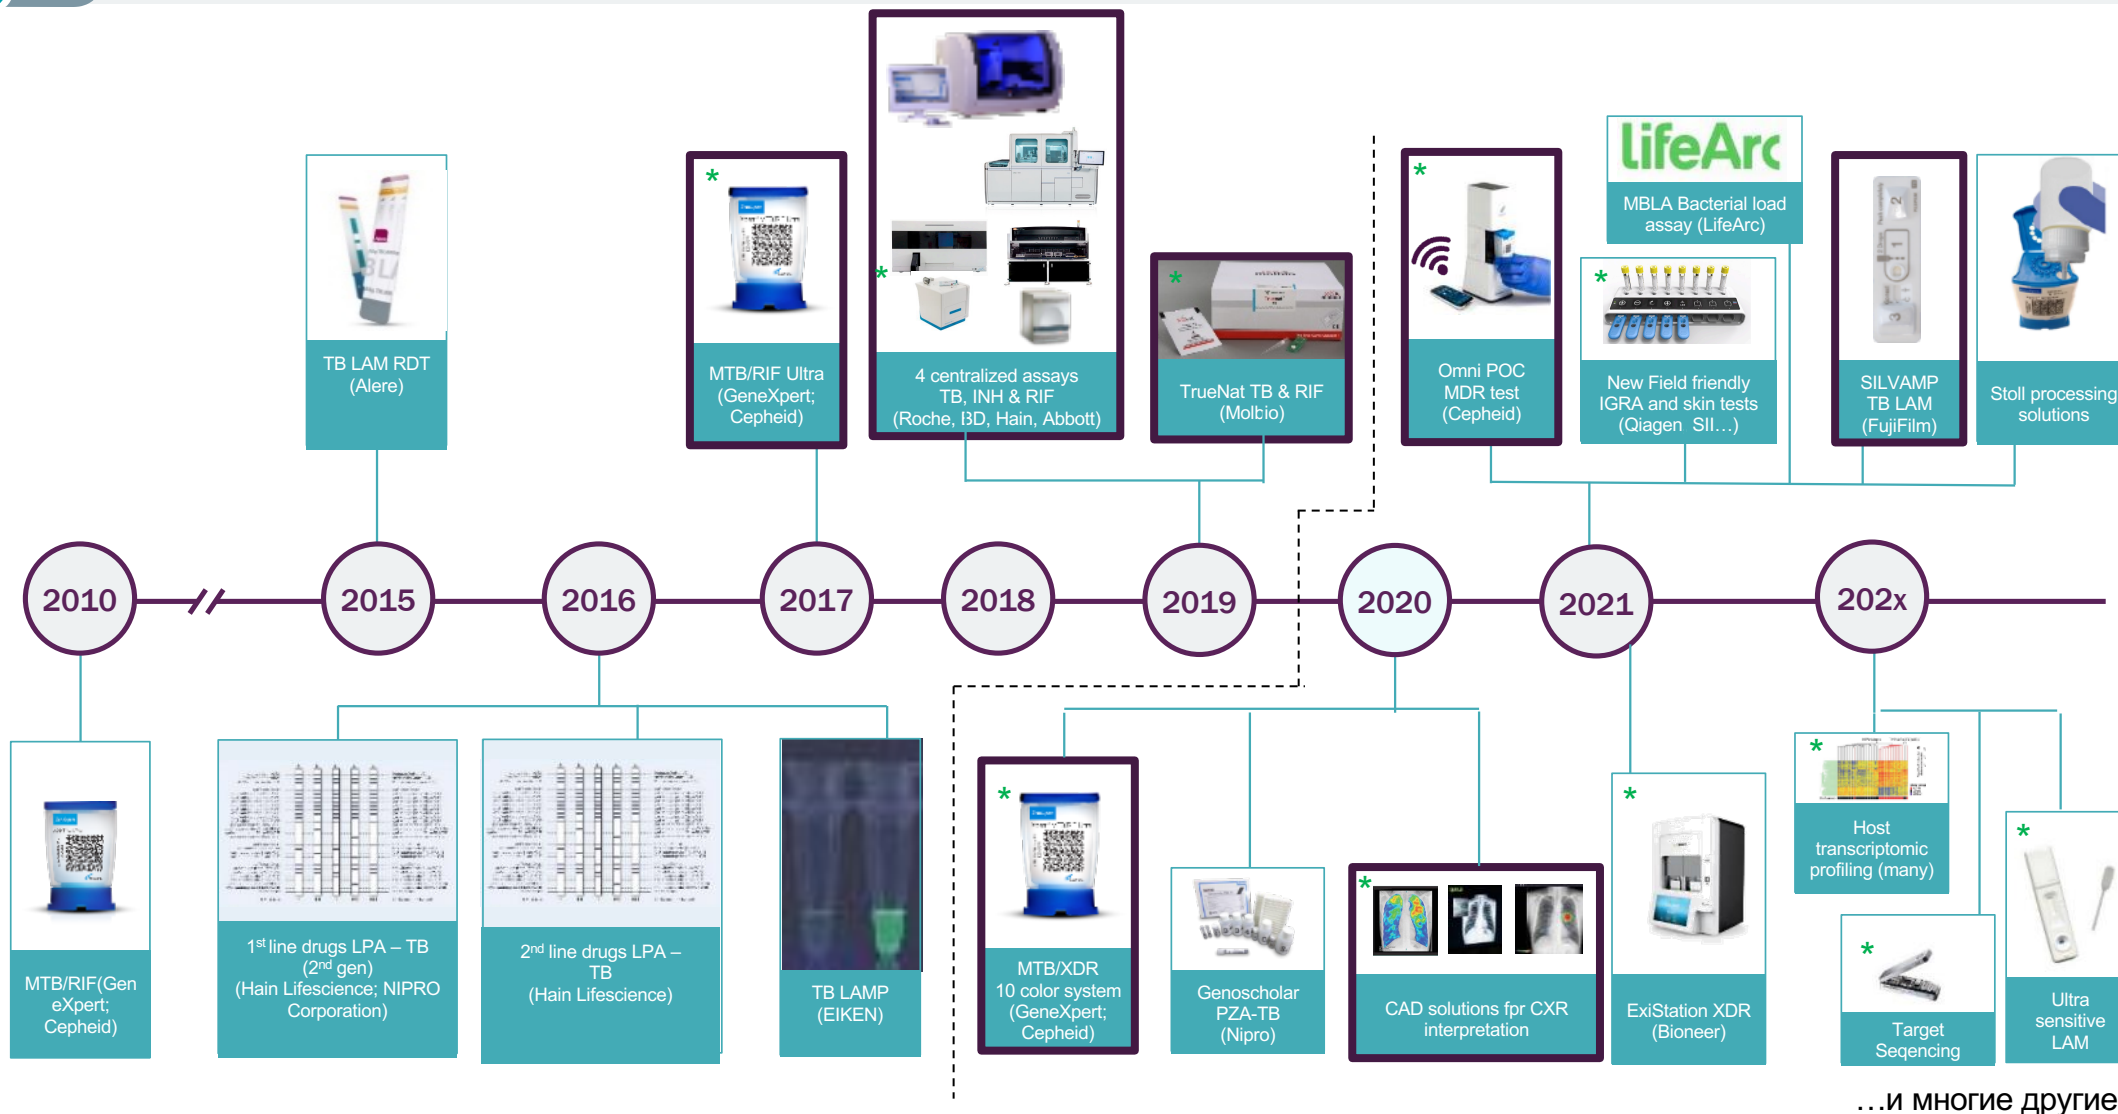 lifeArc
MBLA Bacterial load
assay (LifeArc)
TB LAM RDT
(Alere)
*
MTB/RIF Ultra
(GeneXpert;
Cepheid)
*
4 centralized assays
TB, INH & RIF
(Roche, BD, Hain, Abbott)
*
TrueNat TB & RIF
(Molbio)
*
Omni POC
MDR test
(Cepheid)
*
New Field friendly
IGRA and skin tests
(Qiagen SII…)
SILVAMP
TB LAM
(FujiFilm)
Stoll processing
solutions
2010
2015
2016
2017
2018
2019
2020
2021
202x
MTB/RIF(Gen
eXpert;
Cepheid)
1st line drugs LPA – TB
(2nd gen)
(Hain Lifescience; NIPRO
Corporation)
2nd line drugs LPA –
TB
(Hain Lifescience)
TB LAMP
(EIKEN)
*
MTB/XDR
10 color system
(GeneXpert;
Cepheid)
Genoscholar
PZA-TB
(Nipro)
*
CAD solutions fpr CXR
interpretation
*
ExiStation XDR
(Bioneer)
*
Host
transcriptomic
profiling (many)
*
Target
Seqencing
*
Ultra
sensitive
LAM
…и многие другие